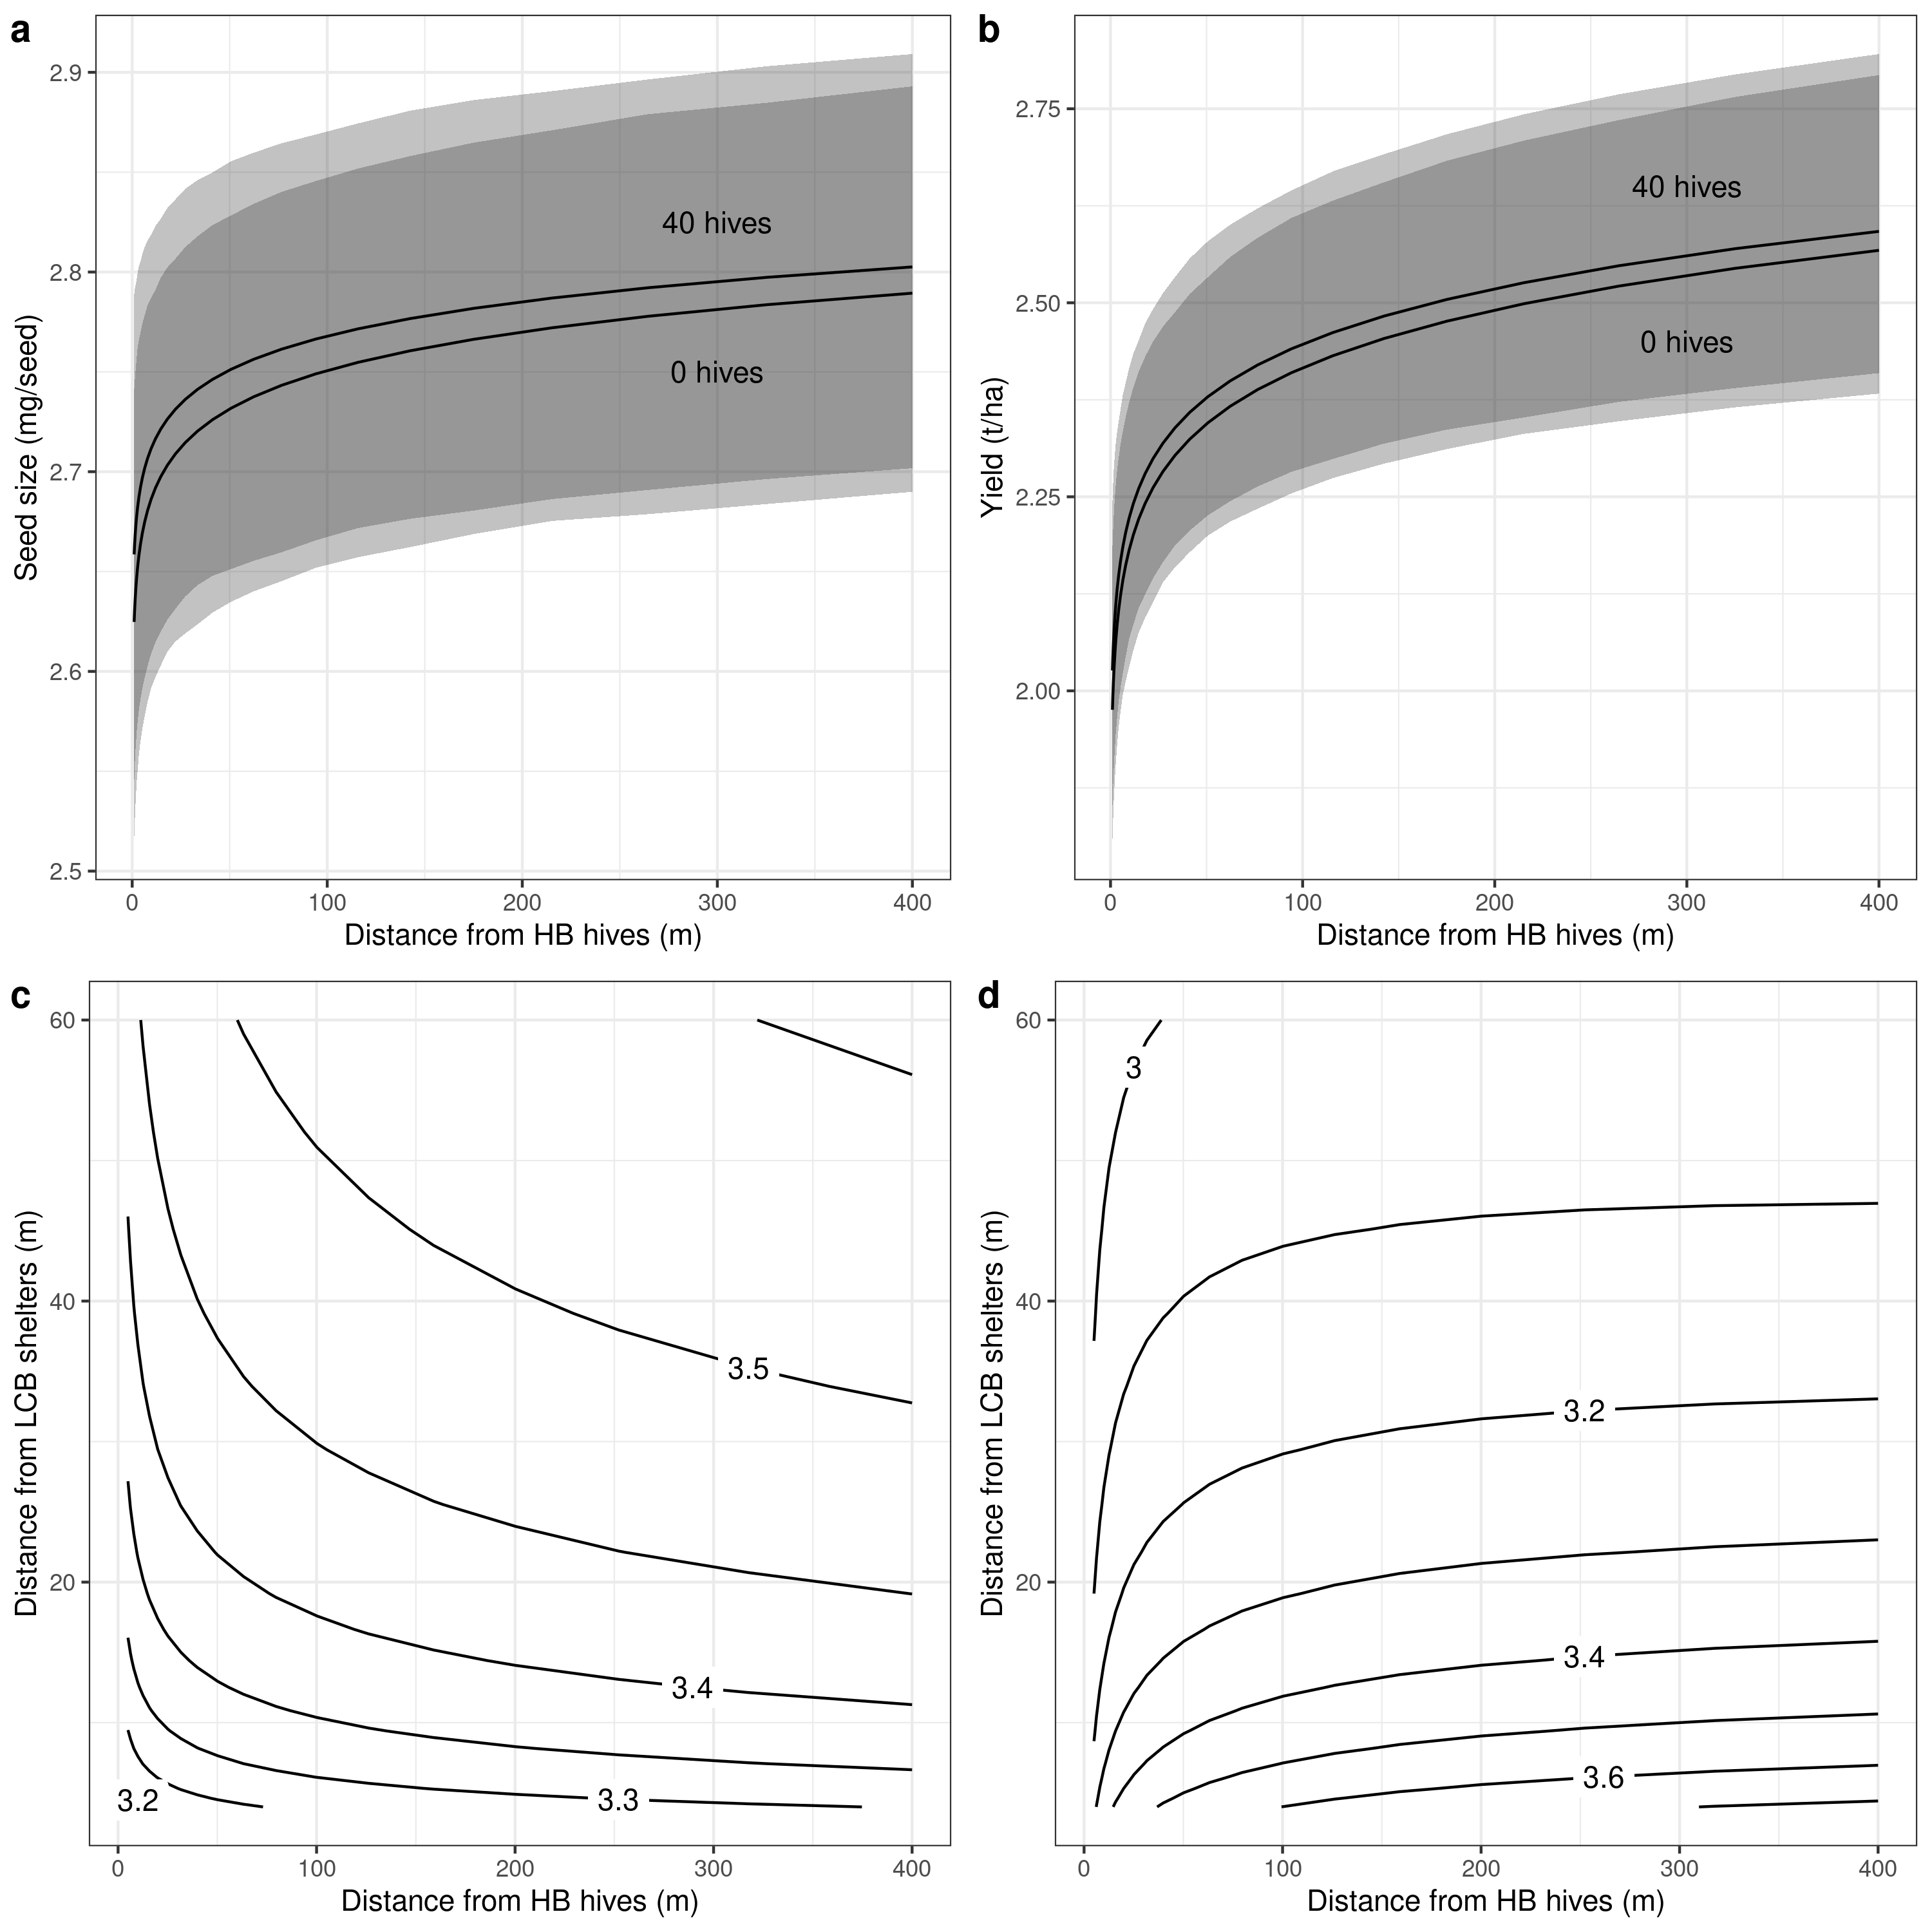 a
2.9
2.8
2.7
2.6
2.5
Seed size (mg/seed)
40 hives
0 hives
0 100 200 300 400
Distance from HB hives (m)
b
2.75
2.50
2.25
2.00
Yield (t/ha)
40 hives
0 hives
0 100 200 300 400
Distance from HB hives (m)
c
60
40
20
Distance from LCB shelters (m)
3.5
3.4
3.3
3.2
0 100 200 300 400
Distance from HB hives (m)
d
60
40
20
Distance from LCB shelters (m)
3
3.2
3.4
3.6
0 100 200 300 400
Distance from HB hives (m)